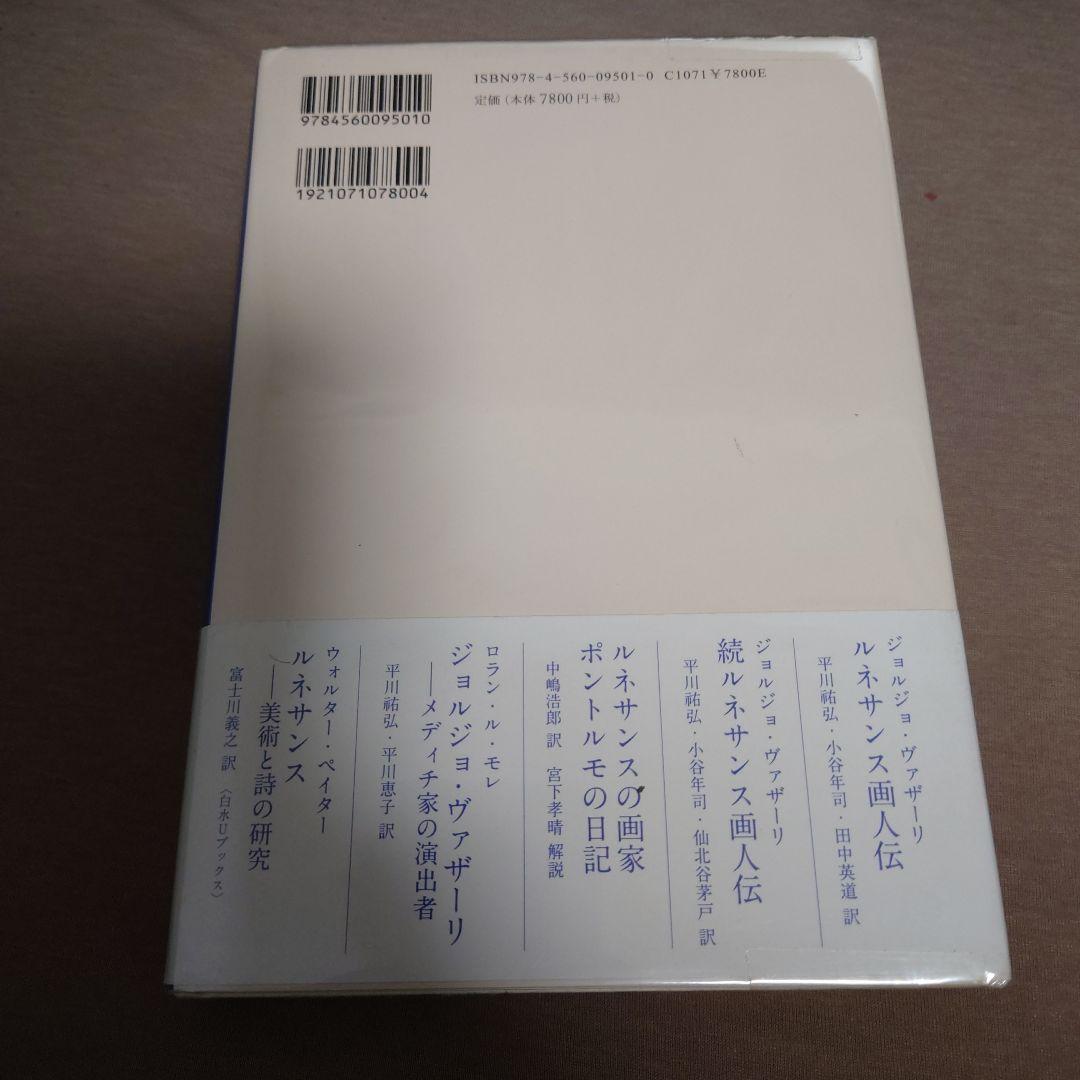 ISBN978-4-560-09501-0 C1071 ¥7800E
定価(本体7800円+税)
9784560095010
1921071078004
ジョルジョ・ヴァザーリ
ルネサンス画人伝
平川祐弘・小谷年司・田中英道 訳
ジョルジョ・ヴァザーリ
続ルネサンス画人伝
平川祐弘・小谷年司・仙北谷茅戸 訳
ルネサンスの画家
ポントルモの日記
中嶋浩郎 訳 宮下孝晴 解説
ロラン・ル・モレ
ジョルジョ・ヴァザーリ
――メディチ家の演出者
平川祐弘・平川恵子 訳
ウォルター・ペイター
ルネサンス
――美術と詩の研究
富士川義之 訳 〈白水Uブックス〉